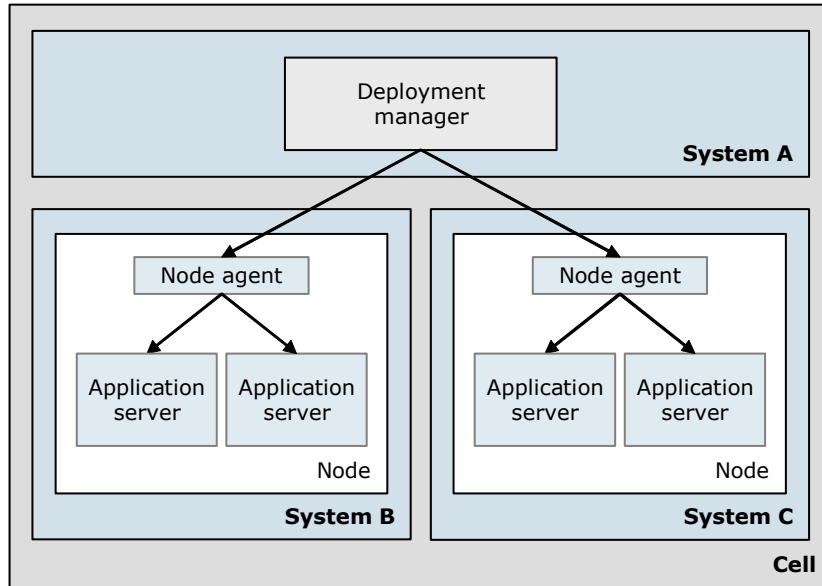 Deployment
manager
System A
Node agent
Application
server
Application
server
Node
System B
Node agent
Application
server
Application
server
Node
System C
Cell